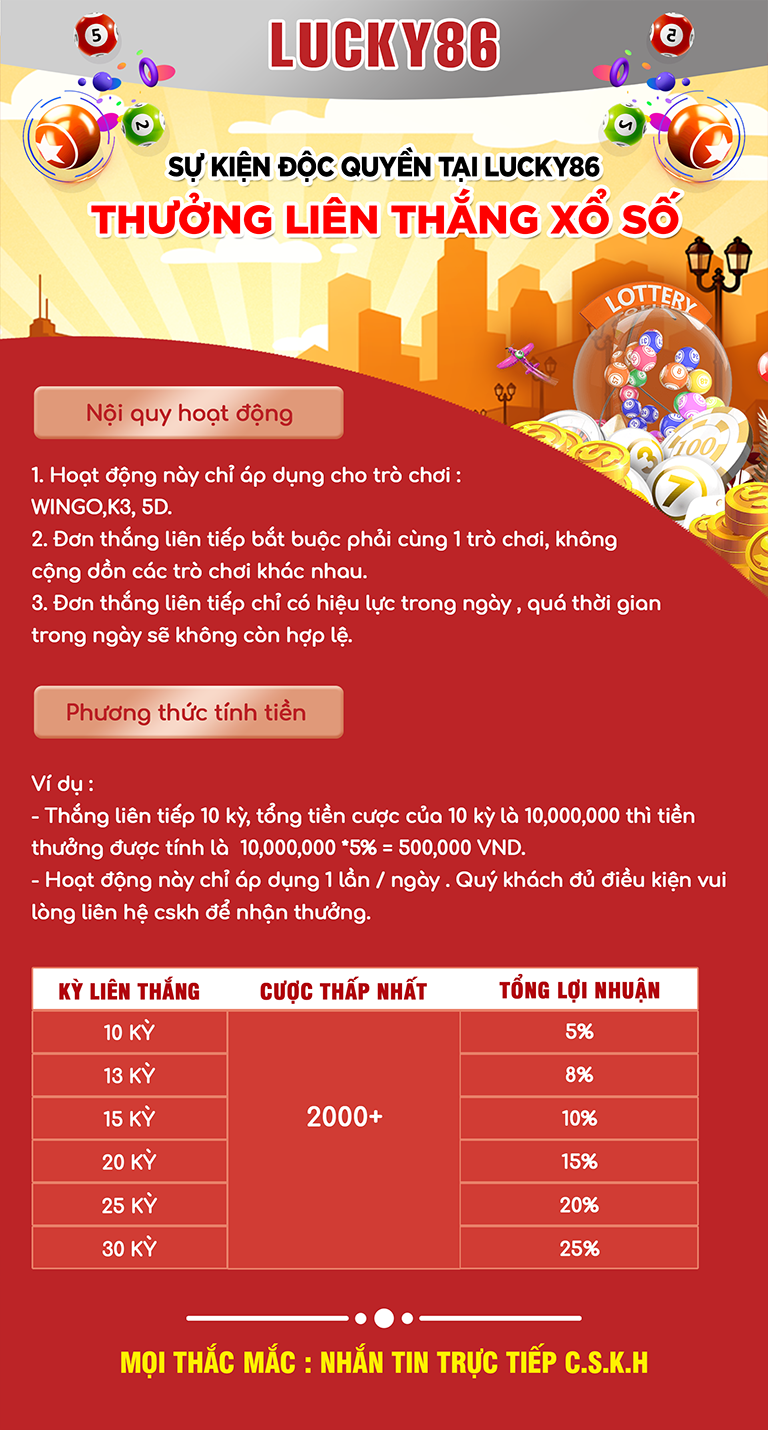 LUCKY86
5
5
2
2
SỰ KIỆN ĐỘC QUYỀN TẠI LUCKY86
THƯỞNG LIÊN THẮNG XỔ SỐ
LOTTERY
100
3
7
Nội quy hoạt động
1. Hoạt động này chỉ áp dụng cho trò chơi :
WINGO,K3, 5D.
2. Đơn thắng liên tiếp bắt buộc phải cùng 1 trò chơi, không
cộng dồn các trò chơi khác nhau.
3. Đơn thắng liên tiếp chỉ có hiệu lực trong ngày , quá thời gian
trong ngày sẽ không còn hợp lệ.
Phương thức tính tiền
Ví dụ :
- Thắng liên tiếp 10 kỳ, tổng tiền cược của 10 kỳ là 10,000,000 thì tiền
thưởng được tính là 10,000,000 *5% = 500,000 VND.
- Hoạt động này chỉ áp dụng 1 lần / ngày . Quý khách đủ điều kiện vui
lòng liên hệ cskh để nhận thưởng.
KỲ LIÊN THẮNG CƯỢC THẤP NHẤT TỔNG LỢI NHUẬN
10 KỲ 5%
13 KỲ 8%
15 KỲ 2000+ 10%
20 KỲ 15%
25 KỲ 20%
30 KỲ 25%
MỌI THẮC MẮC : NHẮN TIN TRỰC TIẾP C.S.K.H